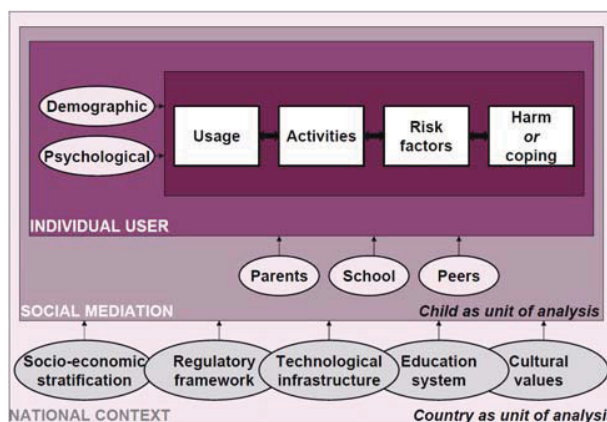 Demographic
Psychological
Usage
Activities
Risk
factors
Harm
or
coping
INDIVIDUAL USER
Parents
School
Peers
SOCIAL MEDIATION
Child as unit of analysis
Socio-economic
stratification
Regulatory
framework
Technological
infrastructure
Education
system
Cultural
values
NATIONAL CONTEXT
Country as unit of analysis